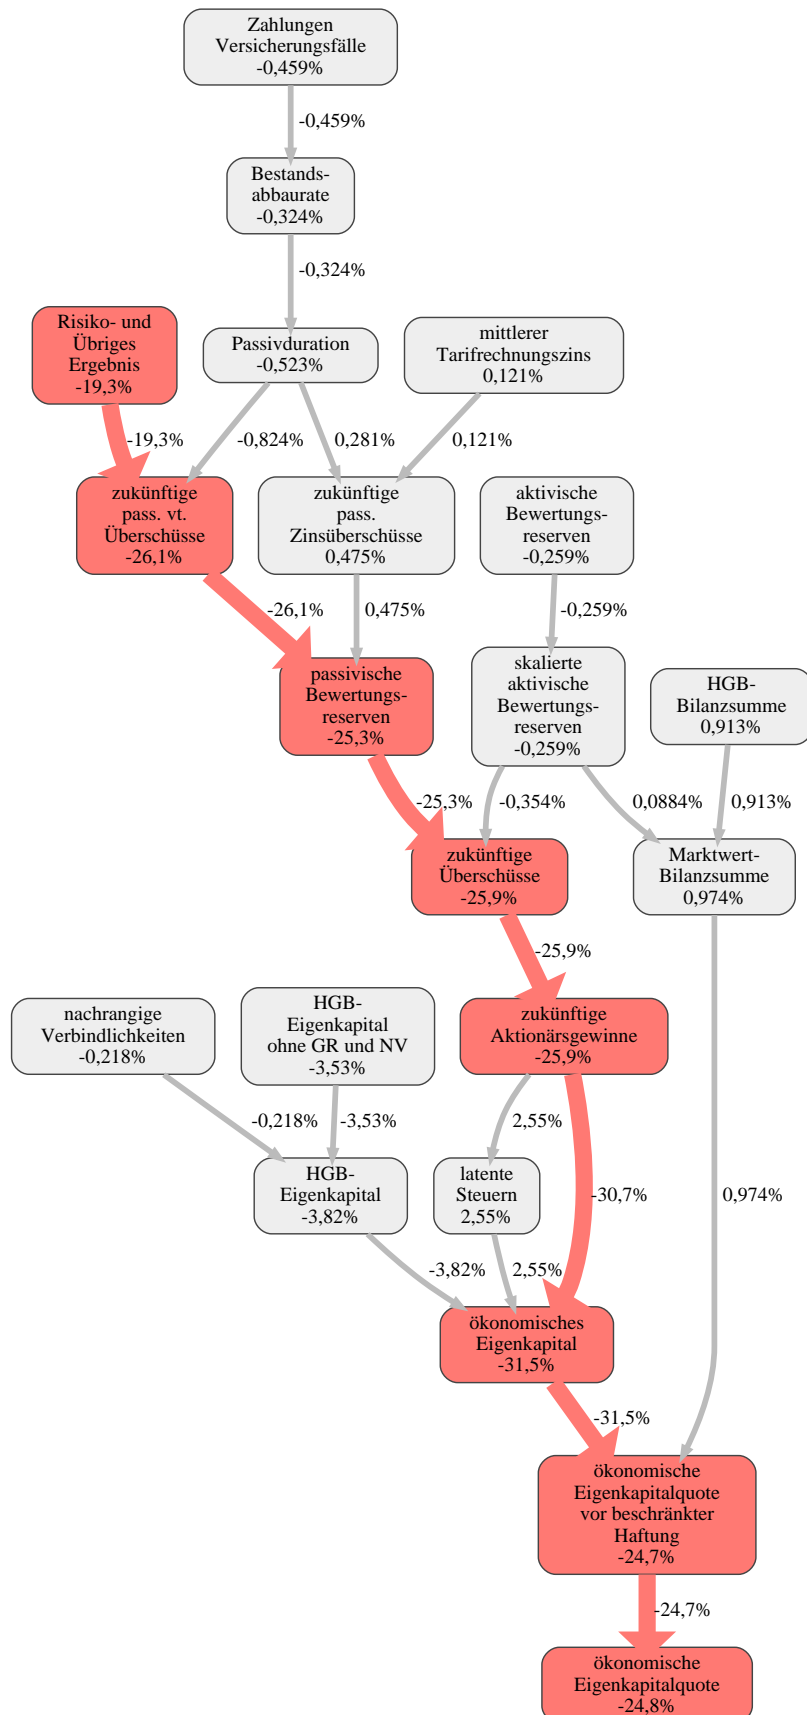 Zahlungen
Versicherungsfälle
-0,459%
-0,459%
Bestands-
abbaurate
-0,324%
-0,324%
Risiko- und
Übriges
Ergebnis
-19,3%
Passivduration
-0,523%
mittlerer
Tarifrechnungszins
0,121%
-19,3%
-0,824%
0,281%
0,121%
zukünftige
pass. vt.
Überschüsse
-26,1%
zukünftige
pass.
Zinsüberschüsse
0,475%
aktivische
Bewertungs-
reserven
-0,259%
-26,1%
0,475%
-0,259%
passivische
Bewertungs-
reserven
-25,3%
skalierte
aktivische
Bewertungs-
reserven
-0,259%
HGB-
Bilanzsumme
0,913%
-25,3%
-0,354%
0,0884%
0,913%
zukünftige
Überschüsse
-25,9%
Marktwert-
Bilanzsumme
0,974%
-25,9%
nachrangige
Verbindlichkeiten
-0,218%
HGB-
Eigenkapital
ohne GR und NV
-3,53%
zukünftige
Aktionärsgewinne
-25,9%
-0,218%
-3,53%
2,55%
HGB-
Eigenkapital
-3,82%
latente
Steuern
2,55%
-30,7%
0,974%
-3,82%
2,55%
ökonomisches
Eigenkapital
-31,5%
-31,5%
ökonomische
Eigenkapitalquote
vor beschränkter
Haftung
-24,7%
-24,7%
ökonomische
Eigenkapitalquote
-24,8%